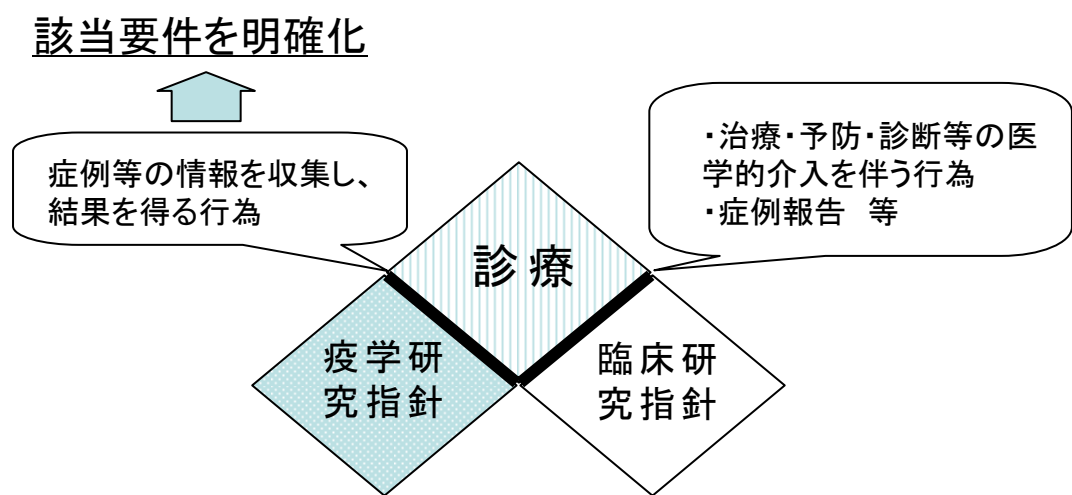 該当要件を明確化
症例等の情報を収集し、
結果を得る行為
・治療・予防・診断等の医
学的介入を伴う行為
・症例報告　等
診療
疫学研
究指針
臨床研
究指針